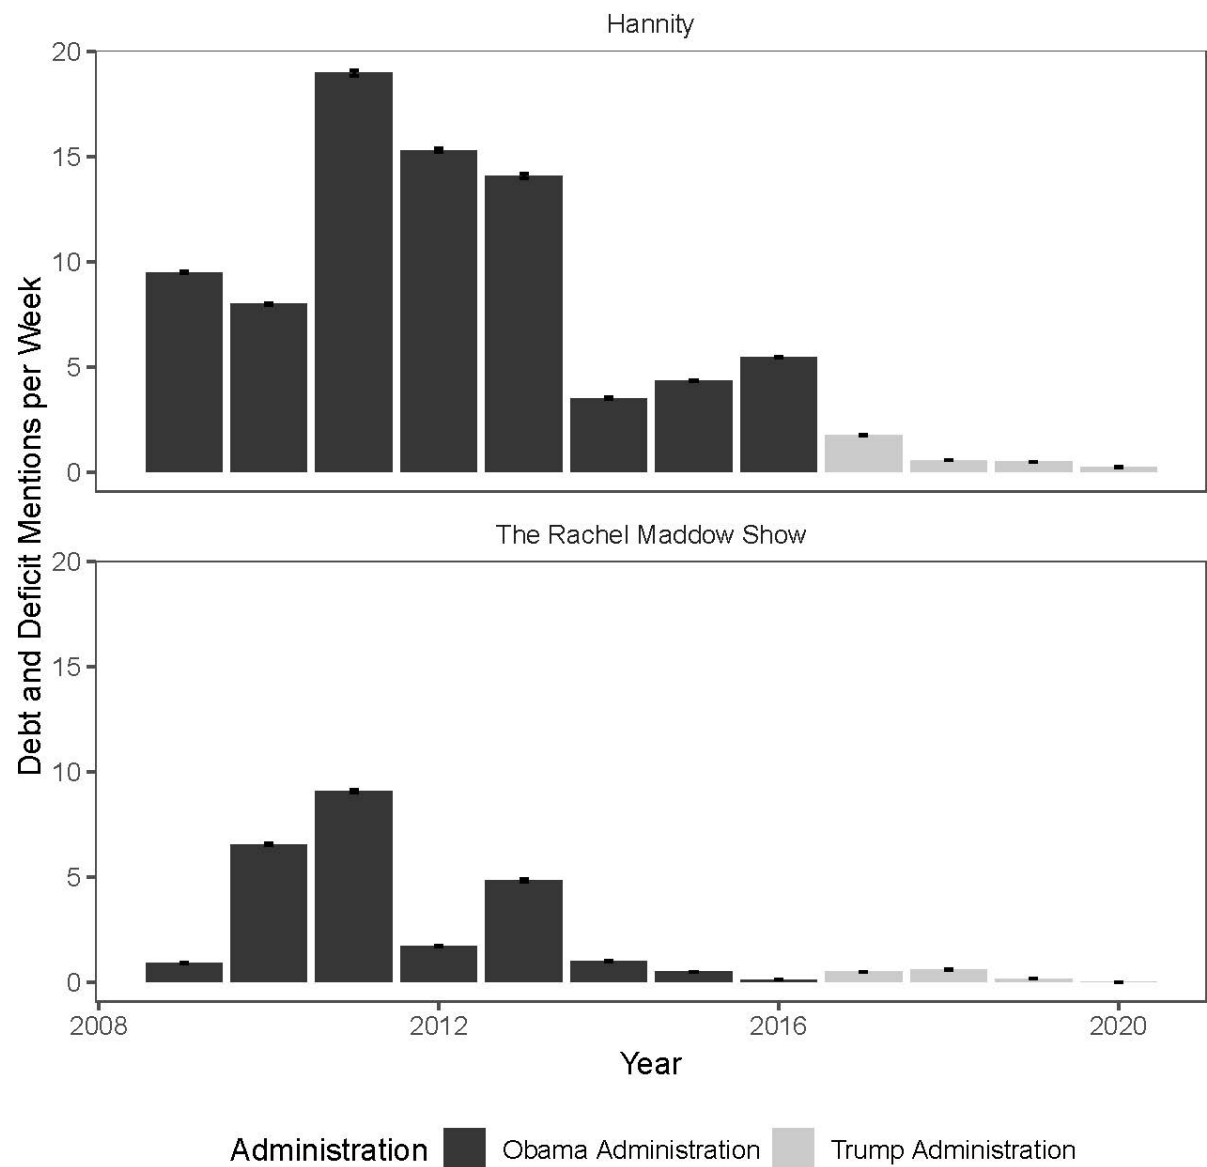 Hannity
20
15
10
5
0
The Rachel Maddow Show
20
15
10
5
0
Debt and Deficit Mentions per Week
2008 2012 2016 2020
Year
Administration Obama Administration Trump Administration